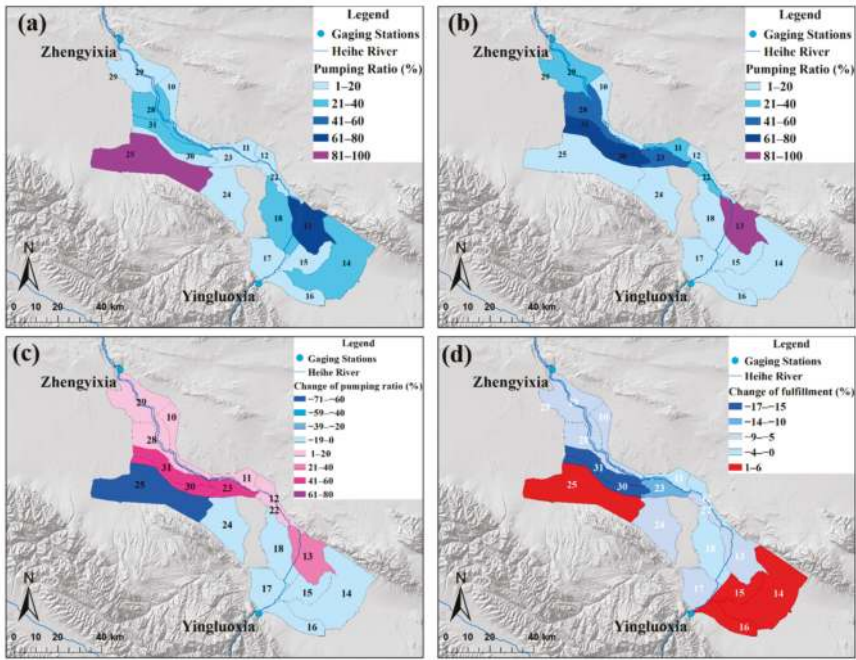 (a)
Legend
Gaging Stations
Heihe River
Pumping Ratio (%)
1–20
21–40
41–60
61–80
81–100
Zhengyixia
29
29
10
28
31
25
30
23
11
12
24
22
18
13
17
15
14
16
Yingluoxia
N
0 10 20 40 km
(b)
Legend
Gaging Stations
Heihe River
Pumping Ratio (%)
1–20
21–40
41–60
61–80
81–100
Zhengyixia
29
10
28
25
23
11
12
24
22
18
13
17
15
14
16
Yingluoxia
N
0 10 20 40 km
(c)
Legend
Gaging Stations
Heihe River
Change of pumping ratio (%)
−71–−60
−59–−40
−39–−20
−19–0
1–20
21–40
41–60
61–80
Zhengyixia
29
10
28
31
25
30
23
11
12
22
24
18
13
17
15
14
16
Yingluoxia
N
0 10 20 40 km
(d)
Legend
Gaging Stations
Heihe River
Change of fulfillment (%)
−17–−15
−14–−10
−9–−5
−4–−0
1–6
Zhengyixia
10
28
31
25
30
23
11
24
18
13
17
15
14
16
Yingluoxia
N
0 10 20 40 km